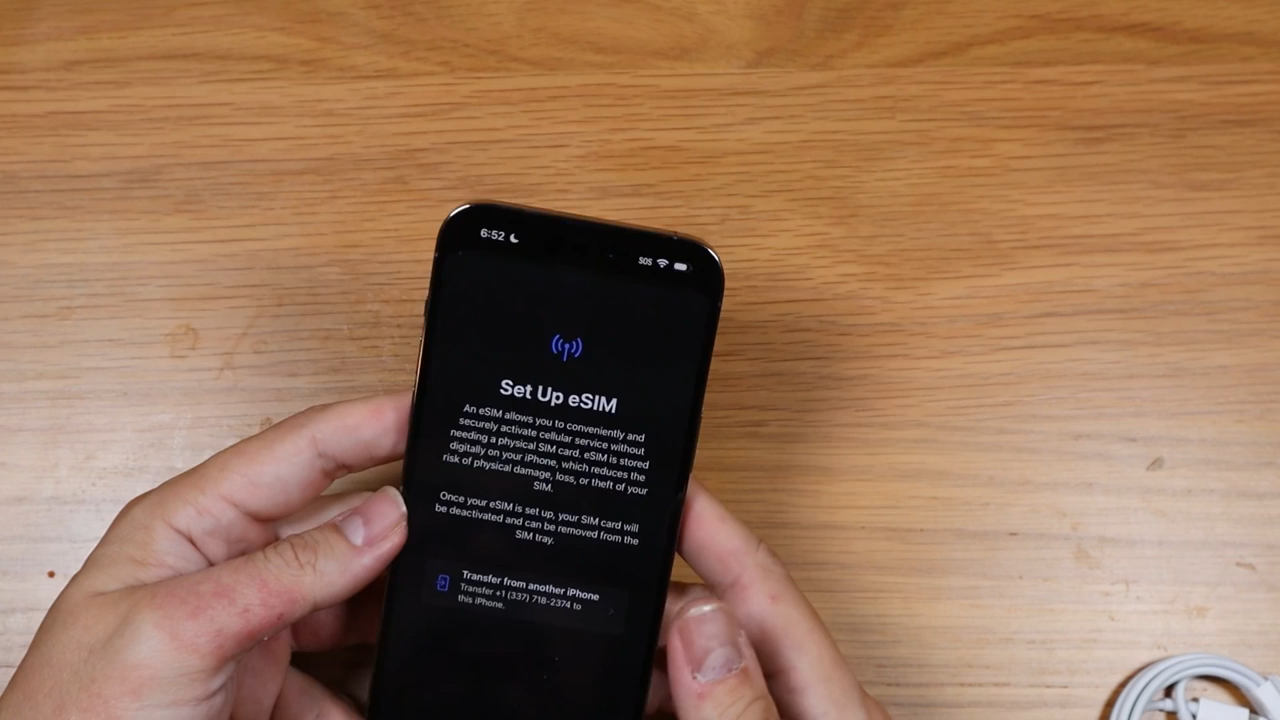 6:52
SOS
Set Up eSIM
An eSIM allows you to conveniently and
securely activate cellular service without
needing a physical SIM card. eSIM is stored
digitally on your iPhone, which reduces the
risk of physical damage, loss, or theft of your
SIM.
Once your eSIM is set up, your SIM card will
be deactivated and can be removed from the
SIM tray.
Transfer from another iPhone
Transfer +1 (337) 718-2374 to
this iPhone.